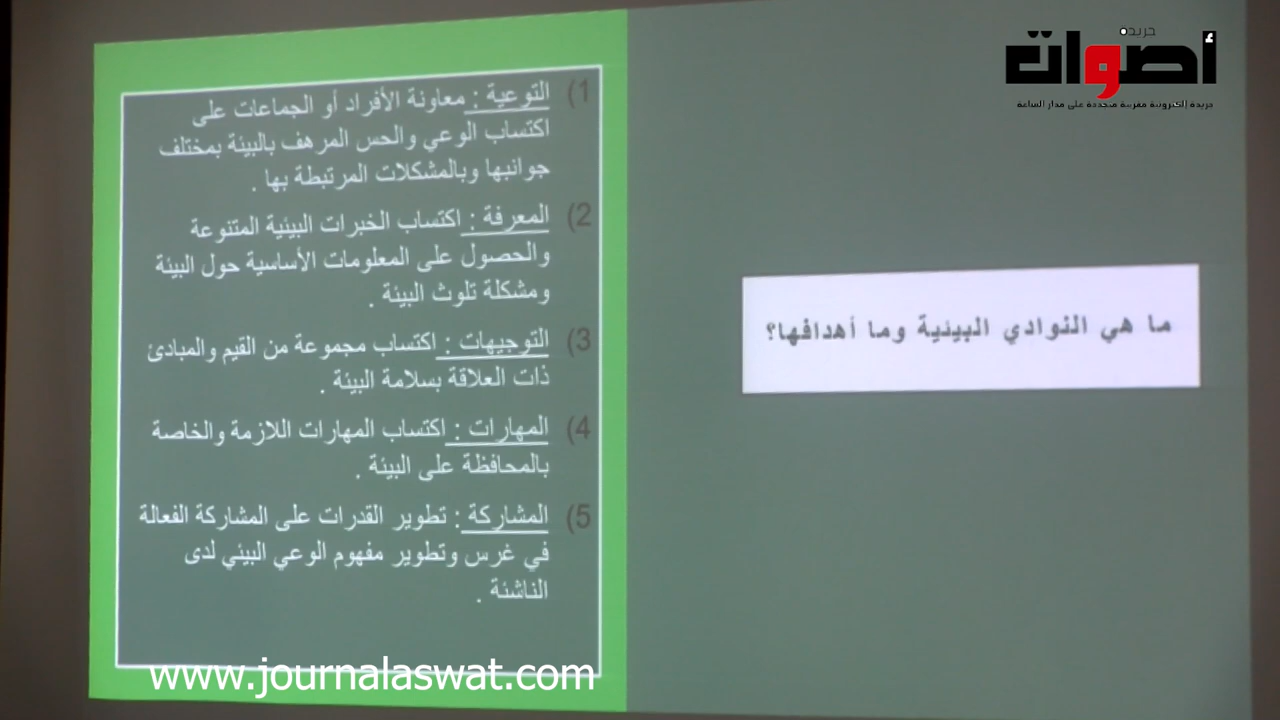 جريدة
أصوات
جريدة إلكترونية مغربية متجددة على مدار الساعة
ما هي النوادي البيئية وما أهدافها؟
1) التوعية : معاونة الأفراد أو الجماعات على
اكتساب الوعي والحس المرهف بالبيئة بمختلف
جوانبها وبالمشكلات المرتبطة بها .
2) المعرفة : اكتساب الخبرات البيئية المتنوعة
والحصول على المعلومات الأساسية حول البيئة
ومشكلة تلوث البيئة .
3) التوجيهات : اكتساب مجموعة من القيم والمبادئ
ذات العلاقة بسلامة البيئة .
4) المهارات : اكتساب المهارات اللازمة والخاصة
بالمحافظة على البيئة .
5) المشاركة : تطوير القدرات على المشاركة الفعالة
في غرس وتطوير مفهوم الوعي البيئي لدى
الناشئة .
www.journalaswat.com